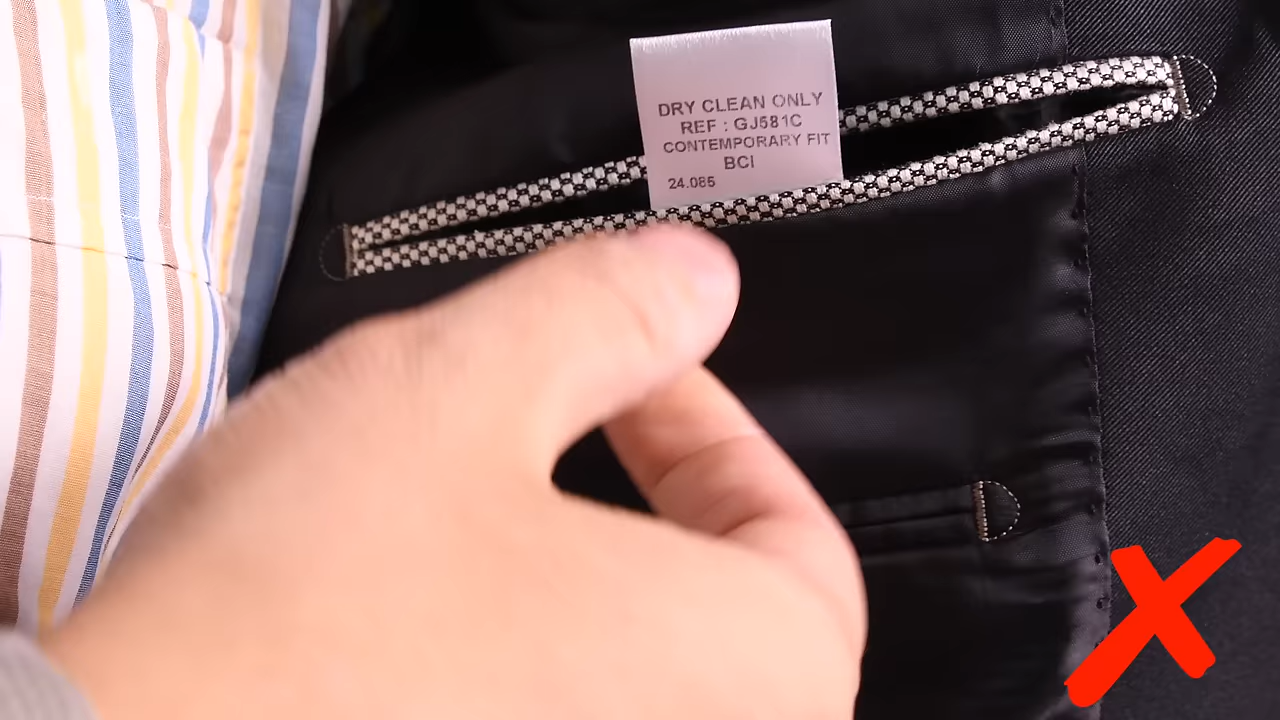 DRY CLEAN ONLY
REF : GJ581C
CONTEMPORARY FIT
BCI
24.085